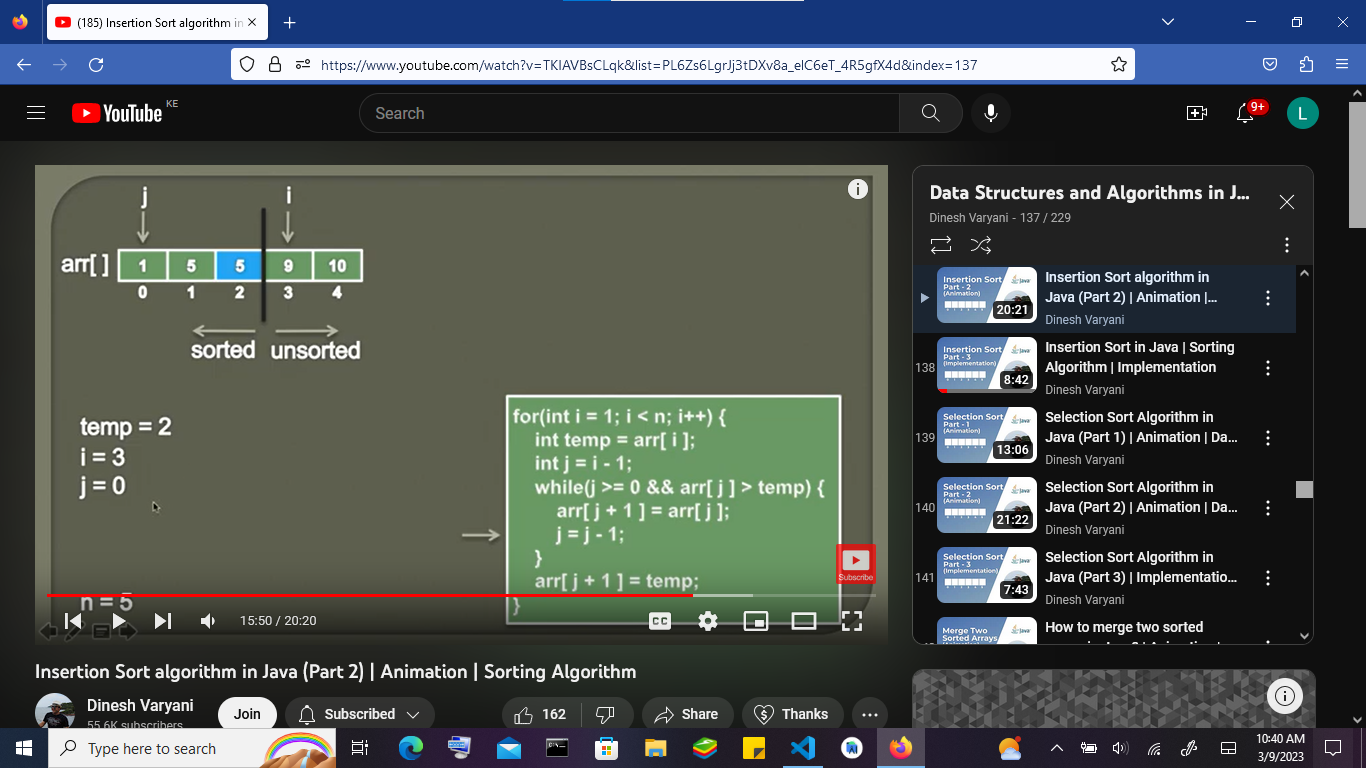 (185) Insertion Sort algorithm in
https://www.youtube.com/watch?v=TKIAVBsCLqk&list=PL6Zs6LgrJj3tDXv8a_elC6eT_4R5gfX4d&index=137
YouTube KE
Search
9+
L
j i
arr[ ] 1 5 5 9 10
0 1 2 3 4
sorted unsorted
temp = 2
i = 3
j = 0
n = 5
for(int i = 1; i < n; i++) {
int temp = arr[ i ];
int j = i - 1;
while(j >= 0 && arr[ j ] > temp) {
arr[ j + 1 ] = arr[ j ];
j = j - 1;
}
arr[ j + 1 ] = temp;
}
Subscribe
15:50 / 20:20
CC
Insertion Sort algorithm in Java (Part 2) | Animation | Sorting Algorithm
Dinesh Varyani
55.6K subscribers
Join
Subscribed
162
Share
Thanks
Data Structures and Algorithms in J...
Dinesh Varyani - 137 / 229
Insertion Sort
Part - 2
(Animation)
20:21
Insertion Sort algorithm in
Java (Part 2) | Animation |...
Dinesh Varyani
138
Insertion Sort
Part - 3
(Implementation)
8:42
Insertion Sort in Java | Sorting
Algorithm | Implementation
Dinesh Varyani
139
Selection Sort
Part - 1
(Animation)
13:06
Selection Sort Algorithm in
Java (Part 1) | Animation | Da...
Dinesh Varyani
140
Selection Sort
Part - 2
(Animation)
21:22
Selection Sort Algorithm in
Java (Part 2) | Animation | Da...
Dinesh Varyani
141
Selection Sort
Part - 3
(Implementation)
7:43
Selection Sort Algorithm in
Java (Part 3) | Implementatio...
Dinesh Varyani
Merge Two
Sorted Arrays
How to merge two sorted
Type here to search
10:40 AM
3/9/2023